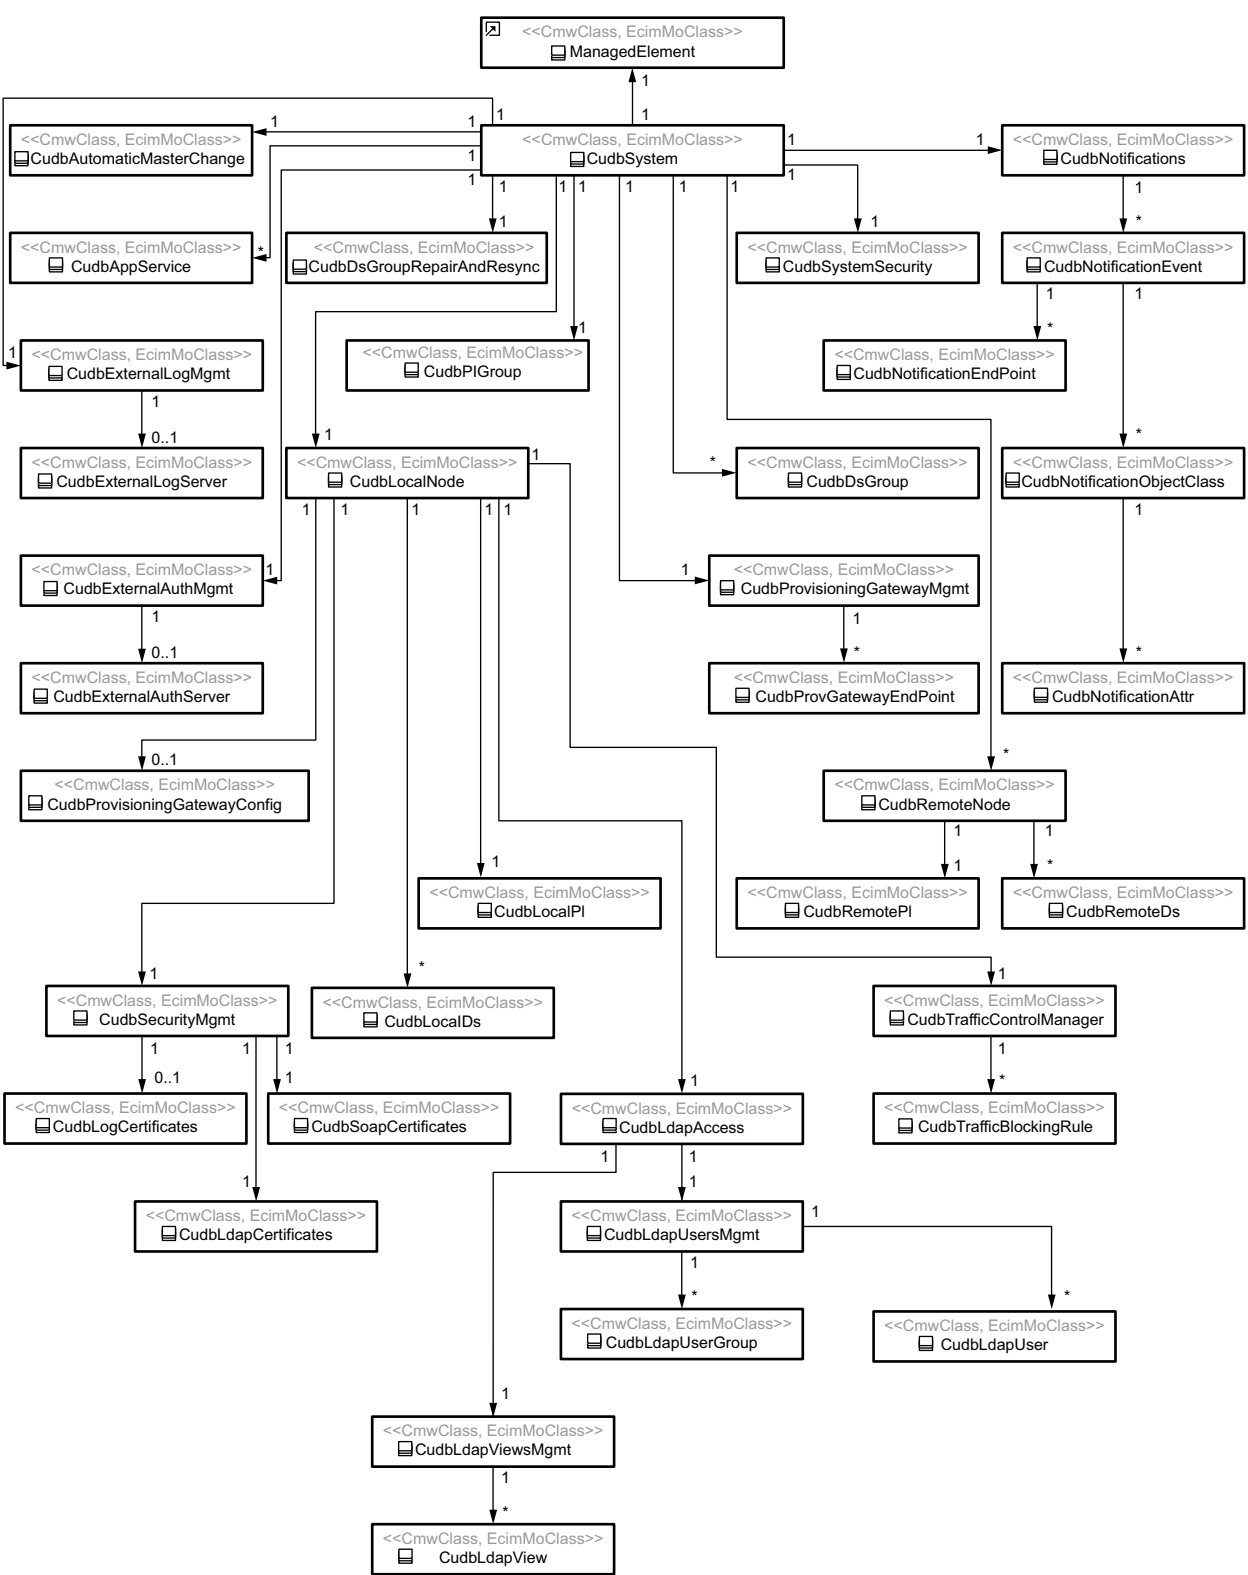 <<CmwClass, EcimMoClass>>
ManagedElement
1
1
1
1
1
<<CmwClass, EcimMoClass>>
CudbAutomaticMasterChange
<<CmwClass, EcimMoClass>>
CudbSystem
1
1
<<CmwClass, EcimMoClass>>
CudbNotifications
1
1
1
1
1
1
1
1
1
1
1
1
*
1
*
<<CmwClass, EcimMoClass>>
CudbAppService
<<CmwClass, EcimMoClass>>
CudbDsGroupRepairAndResync
<<CmwClass, EcimMoClass>>
CudbSystemSecurity
<<CmwClass, EcimMoClass>>
CudbNotificationEvent
1
1
1
*
1
<<CmwClass, EcimMoClass>>
CudbExternalLogMgmt
<<CmwClass, EcimMoClass>>
CudbPlGroup
<<CmwClass, EcimMoClass>>
CudbNotificationEndPoint
1
0..1
1
*
<<CmwClass, EcimMoClass>>
CudbExternalLogServer
<<CmwClass, EcimMoClass>>
CudbLocalNode
1
*
<<CmwClass, EcimMoClass>>
CudbDsGroup
<<CmwClass, EcimMoClass>>
CudbNotificationObjectClass
1
1
1
1
1
1
<<CmwClass, EcimMoClass>>
CudbExternalAuthMgmt
1
1
<<CmwClass, EcimMoClass>>
CudbProvisioningGatewayMgmt
1
0..1
1
*
*
<<CmwClass, EcimMoClass>>
CudbExternalAuthServer
<<CmwClass, EcimMoClass>>
CudbProvGatewayEndPoint
<<CmwClass, EcimMoClass>>
CudbNotificationAttr
0..1
*
<<CmwClass, EcimMoClass>>
CudbProvisioningGatewayConfig
<<CmwClass, EcimMoClass>>
CudbRemoteNode
1
1
1
1
*
<<CmwClass, EcimMoClass>>
CudbLocalPl
<<CmwClass, EcimMoClass>>
CudbRemotePl
<<CmwClass, EcimMoClass>>
CudbRemoteDs
1
*
1
<<CmwClass, EcimMoClass>>
CudbSecurityMgmt
<<CmwClass, EcimMoClass>>
CudbLocalDs
<<CmwClass, EcimMoClass>>
CudbTrafficControlManager
1
1
1
1
0..1
1
1
*
<<CmwClass, EcimMoClass>>
CudbLogCertificates
<<CmwClass, EcimMoClass>>
CudbSoapCertificates
<<CmwClass, EcimMoClass>>
CudbLdapAccess
<<CmwClass, EcimMoClass>>
CudbTrafficBlockingRule
1
1
1
1
<<CmwClass, EcimMoClass>>
CudbLdapCertificates
<<CmwClass, EcimMoClass>>
CudbLdapUsersMgmt
1
1
*
*
<<CmwClass, EcimMoClass>>
CudbLdapUserGroup
<<CmwClass, EcimMoClass>>
CudbLdapUser
1
<<CmwClass, EcimMoClass>>
CudbLdapViewsMgmt
1
*
<<CmwClass, EcimMoClass>>
CudbLdapView